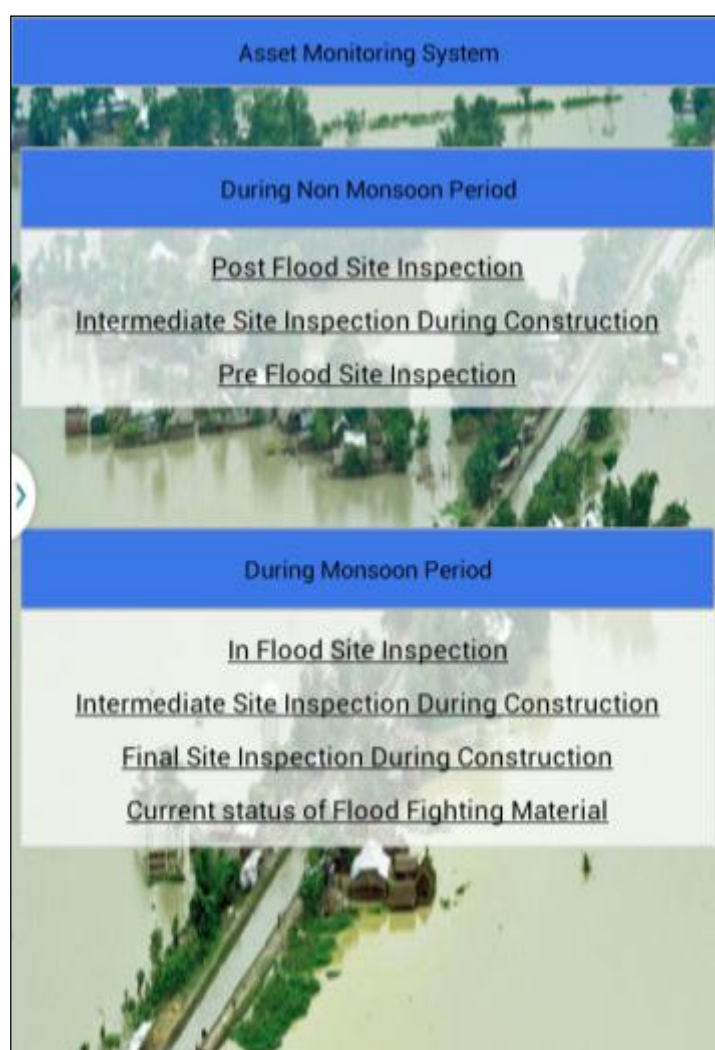 Asset Monitoring System
During Non Monsoon Period
Post Flood Site Inspection
Intermediate Site Inspection During Construction
Pre Flood Site Inspection
During Monsoon Period
In Flood Site Inspection
Intermediate Site Inspection During Construction
Final Site Inspection During Construction
Current status of Flood Fighting Material